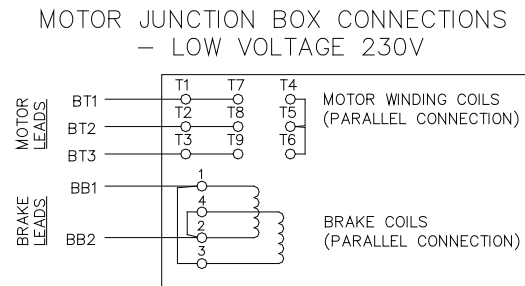 MOTOR JUNCTION BOX CONNECTIONS
– LOW VOLTAGE 230V
MOTOR LEADS
BT1 T1 T7 T4
BT2 T2 T8 T5
BT3 T3 T9 T6
MOTOR WINDING COILS
(PARALLEL CONNECTION)
BRAKE LEADS
BB1 1
4
BB2 2
3
BRAKE COILS
(PARALLEL CONNECTION)